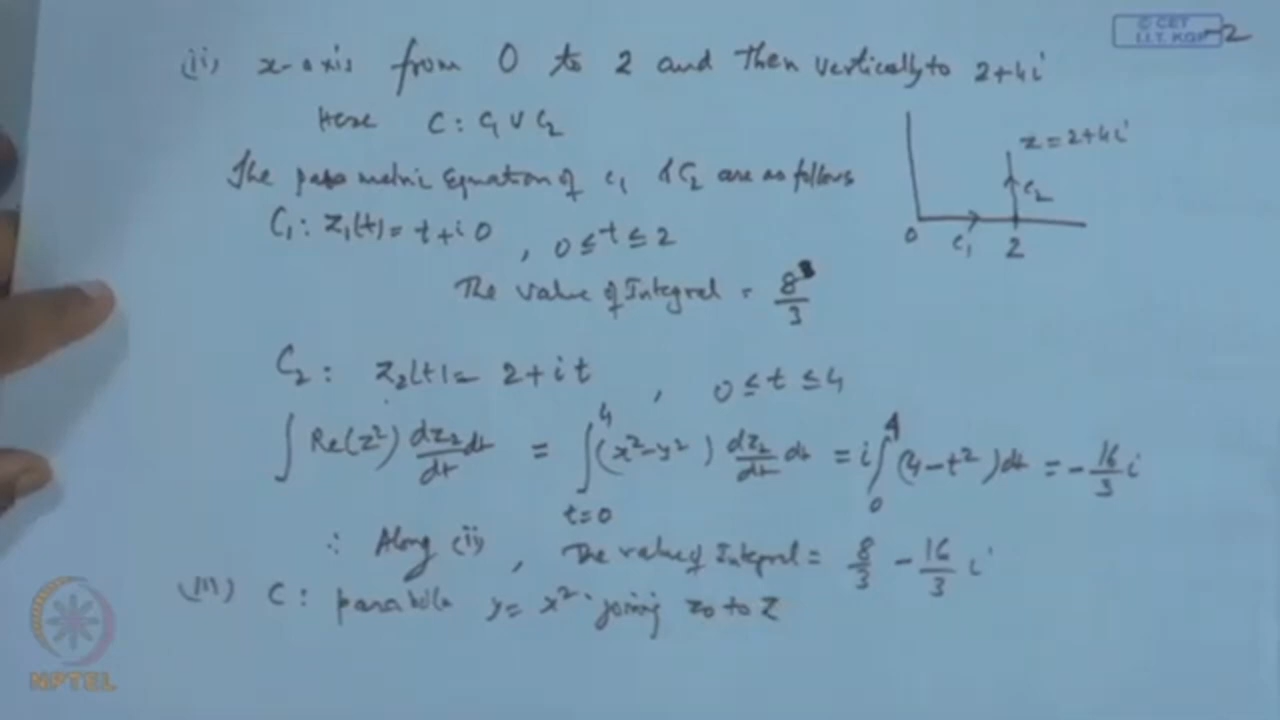 © CET
I.I.T. KGP
-2
(ii) x-axis from 0 to 2 and then vertically to 2+4i
Here C: C₁ ∪ C₂
z=2+4i
The parametric Equation of C₁ & C₂ are as follows
C₂
C₁: z₁(t) = t+i0 , 0 ≤ t ≤ 2
0 C₁ 2
The value of Integral = 8/3
C₂: z₂(t) = 2+it , 0 ≤ t ≤ 4
∫ Re(z²) dz₂/dt dt = ∫_{t=0}^{4} (x²-y²) dz₂/dt dt = i∫_{0}^{4} (4-t²)dt = -16/3 i
∴ Along (ii), The value of Integral = 8/3 - 16/3 i
(iii) C: parabola y= x² joining z₀ to z
NPTEL